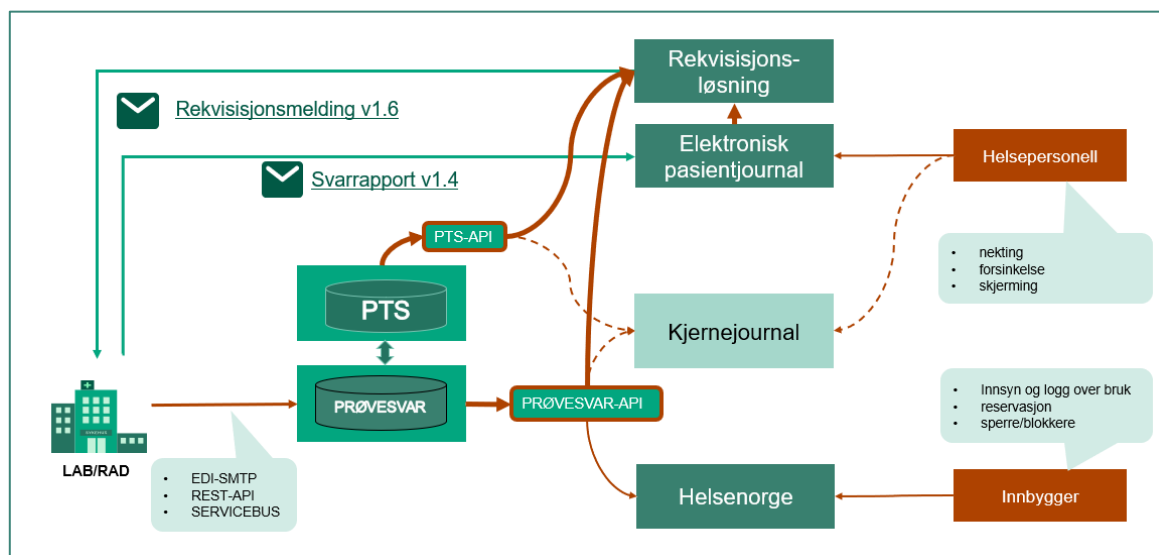 Rekvisisjons-
løsning
Rekvisisjonsmelding v1.6
Elektronisk
pasientjournal
Helsepersonell
Svarrapport v1.4
PTS-API
nekting
forsinkelse
skjerming
PTS
Kjernejournal
PRØVESVAR
PRØVESVAR-API
Innsyn og logg over bruk
reservasjon
sperre/blokkere
LAB/RAD
EDI-SMTP
REST-API
SERVICEBUS
Helsenorge
Innbygger